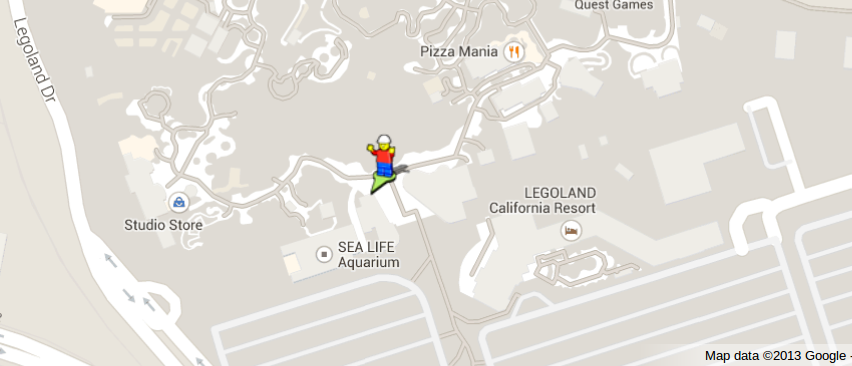 Quest Games
Legoland Dr
Pizza Mania
LEGOLAND
California Resort
Studio Store
SEA LIFE
Aquarium
Map data ©2013 Google -